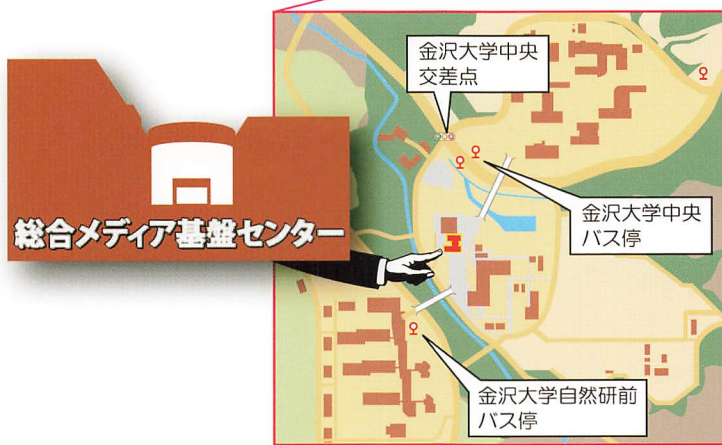 金沢大学中央
交差点
総合メディア基盤センター
金沢大学中央
バス停
金沢大学自然研前
バス停